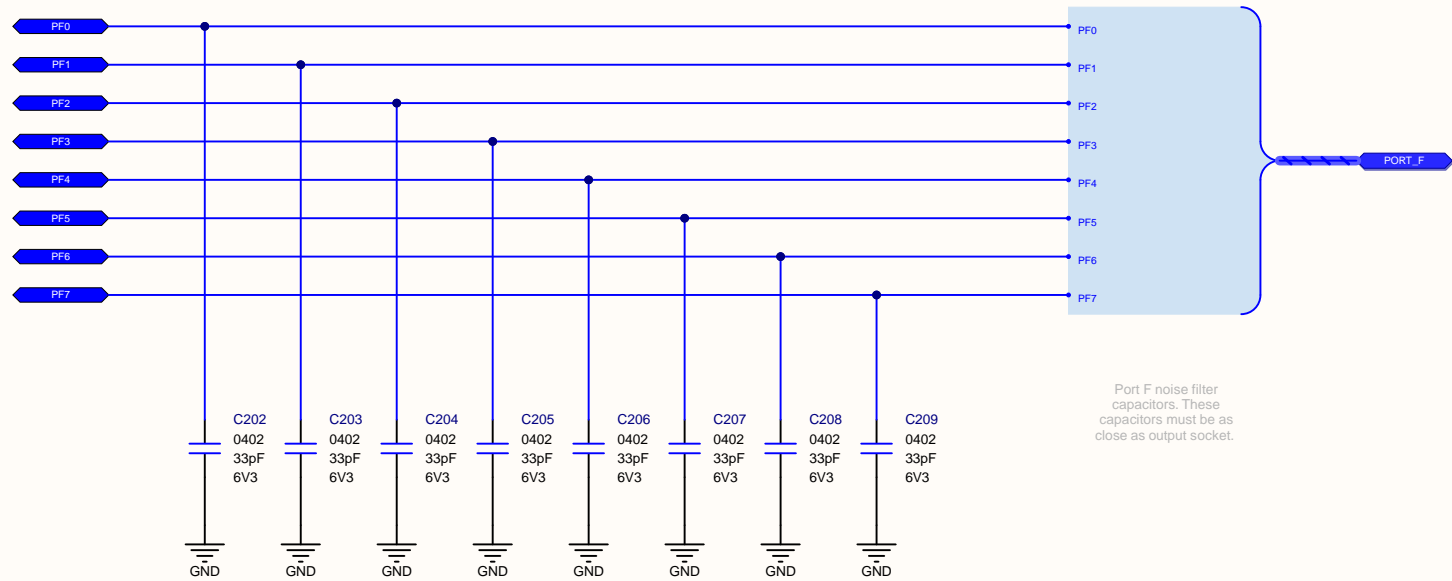 PF0
PF1
PF2
PF3
PF4
PF5
PF6
PF7
PF0
PF1
PF2
PF3
PF4
PF5
PF6
PF7
PORT_F
Port F noise filter
capacitors. These
capacitors must be as
close as output socket.
C202
0402
33pF
6V3
GND
C203
0402
33pF
6V3
GND
C204
0402
33pF
6V3
GND
C205
0402
33pF
6V3
GND
C206
0402
33pF
6V3
GND
C207
0402
33pF
6V3
GND
C208
0402
33pF
6V3
GND
C209
0402
33pF
6V3
GND